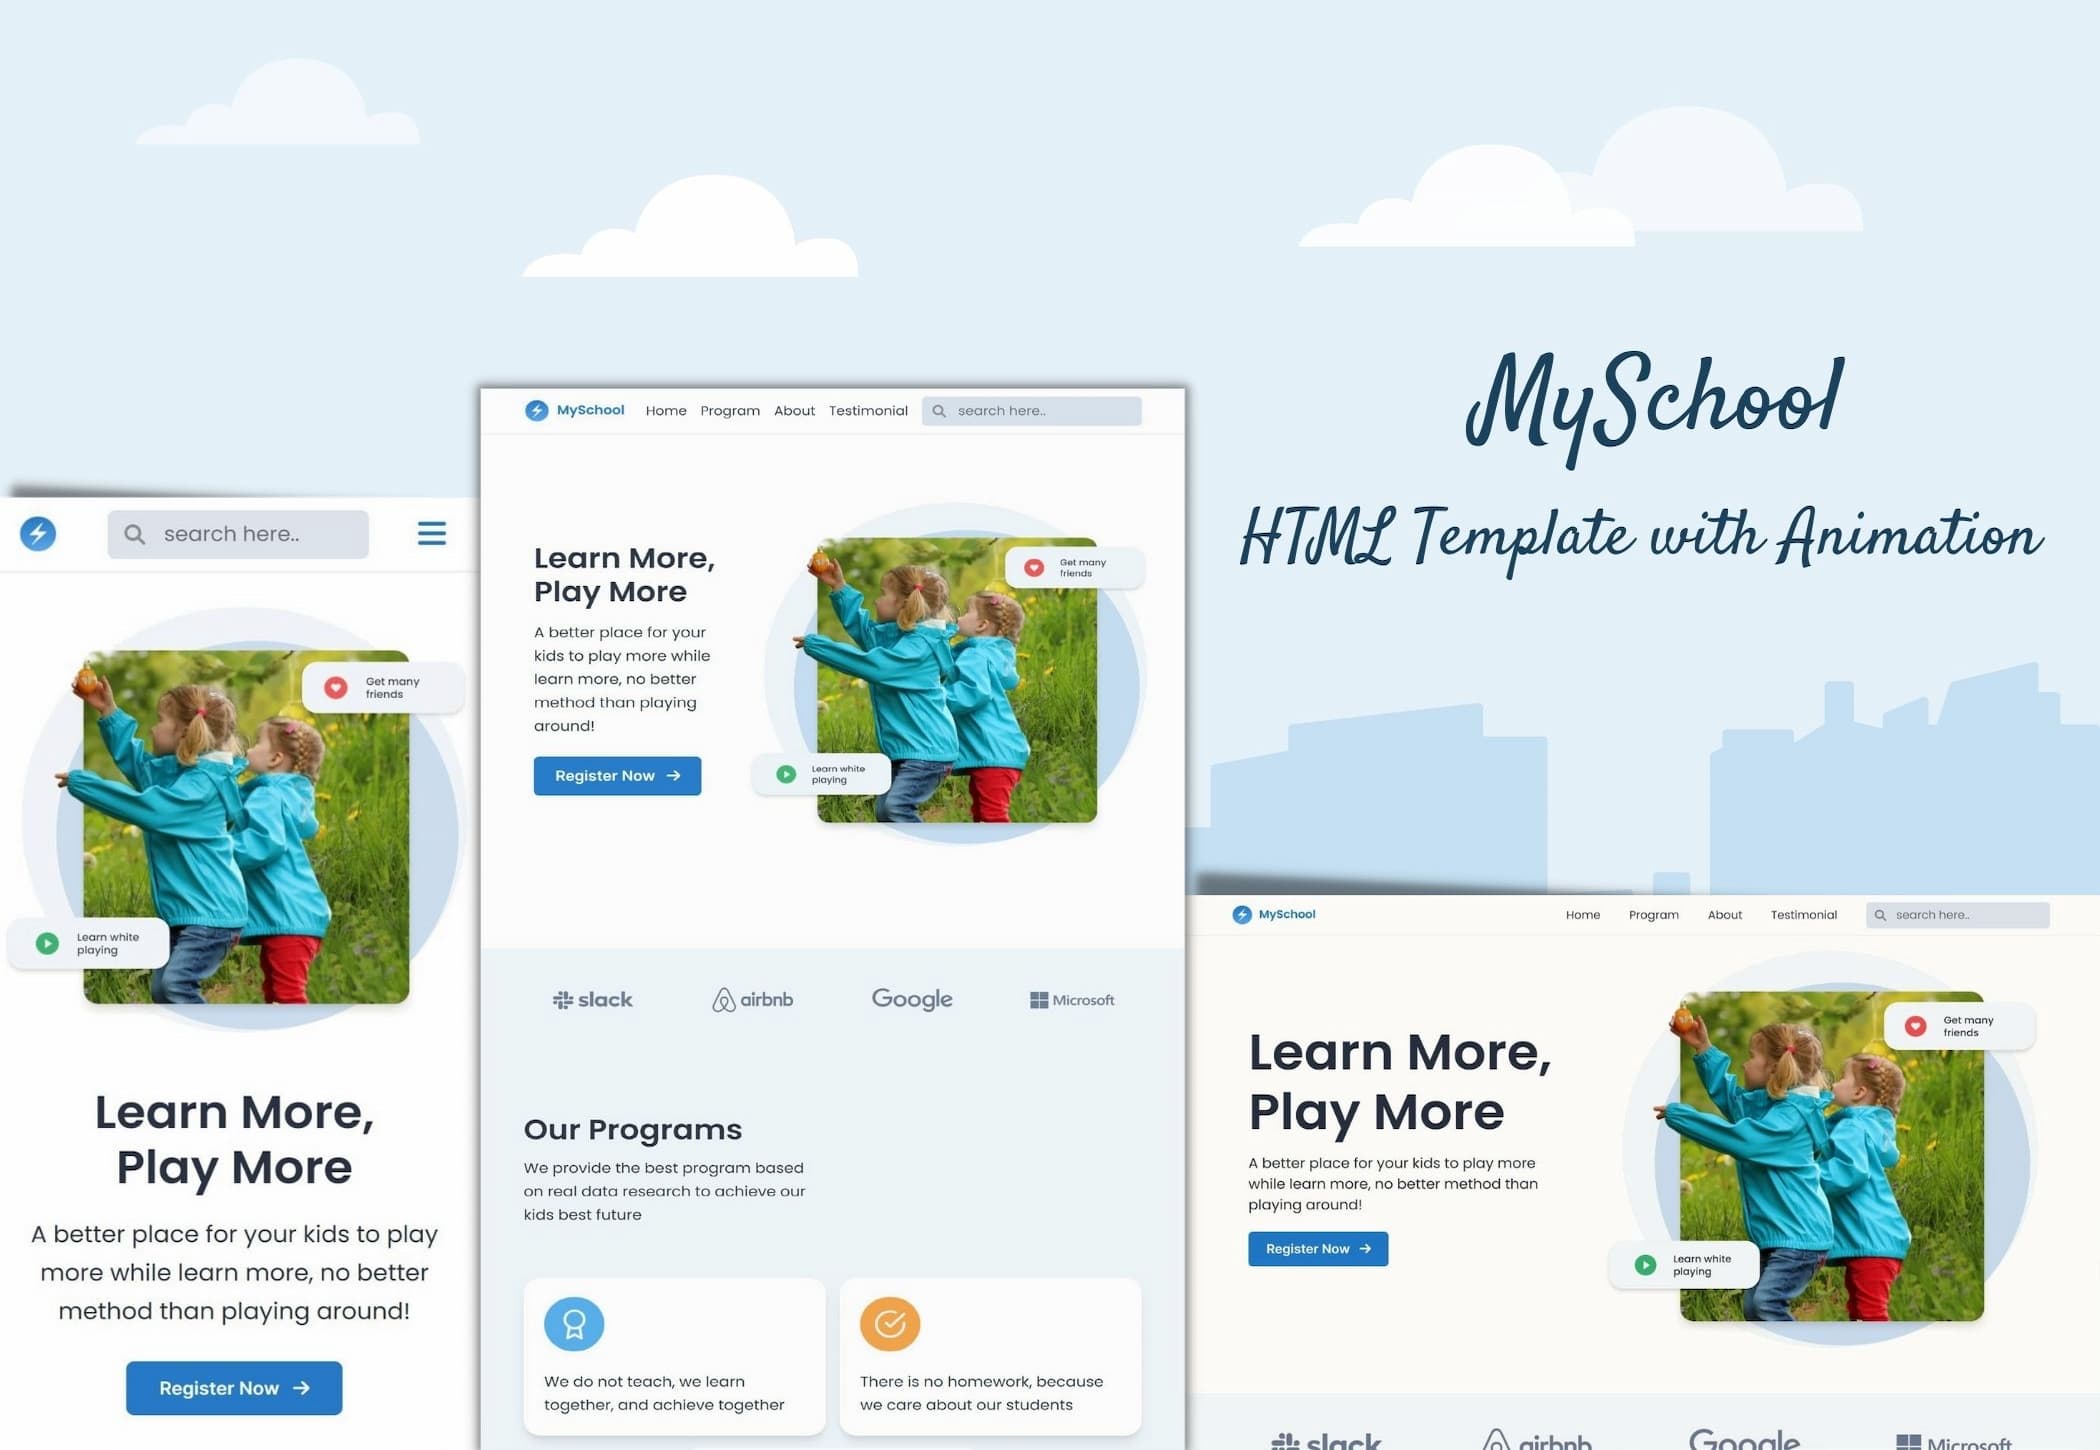 MySchool
HTML Template with Animation
search here..
Get many
friends
Learn white
playing
Learn More,
Play More
A better place for your kids to play
more while learn more, no better
method than playing around!
Register Now
MySchool Home Program About Testimonial search here..
Learn More,
Play More
A better place for your
kids to play more while
learn more, no better
method than playing
around!
Register Now
Get many
friends
Learn white
playing
slack airbnb Google Microsoft
Our Programs
We provide the best program based
on real data research to achieve our
kids best future
We do not teach, we learn
together, and achieve together
There is no homework, because
we care about our students
MySchool Home Program About Testimonial search here..
Learn More,
Play More
A better place for your kids to play more
while learn more, no better method than
playing around!
Register Now
Get many
friends
Learn white
playing
slack airbnb Google Microsoft